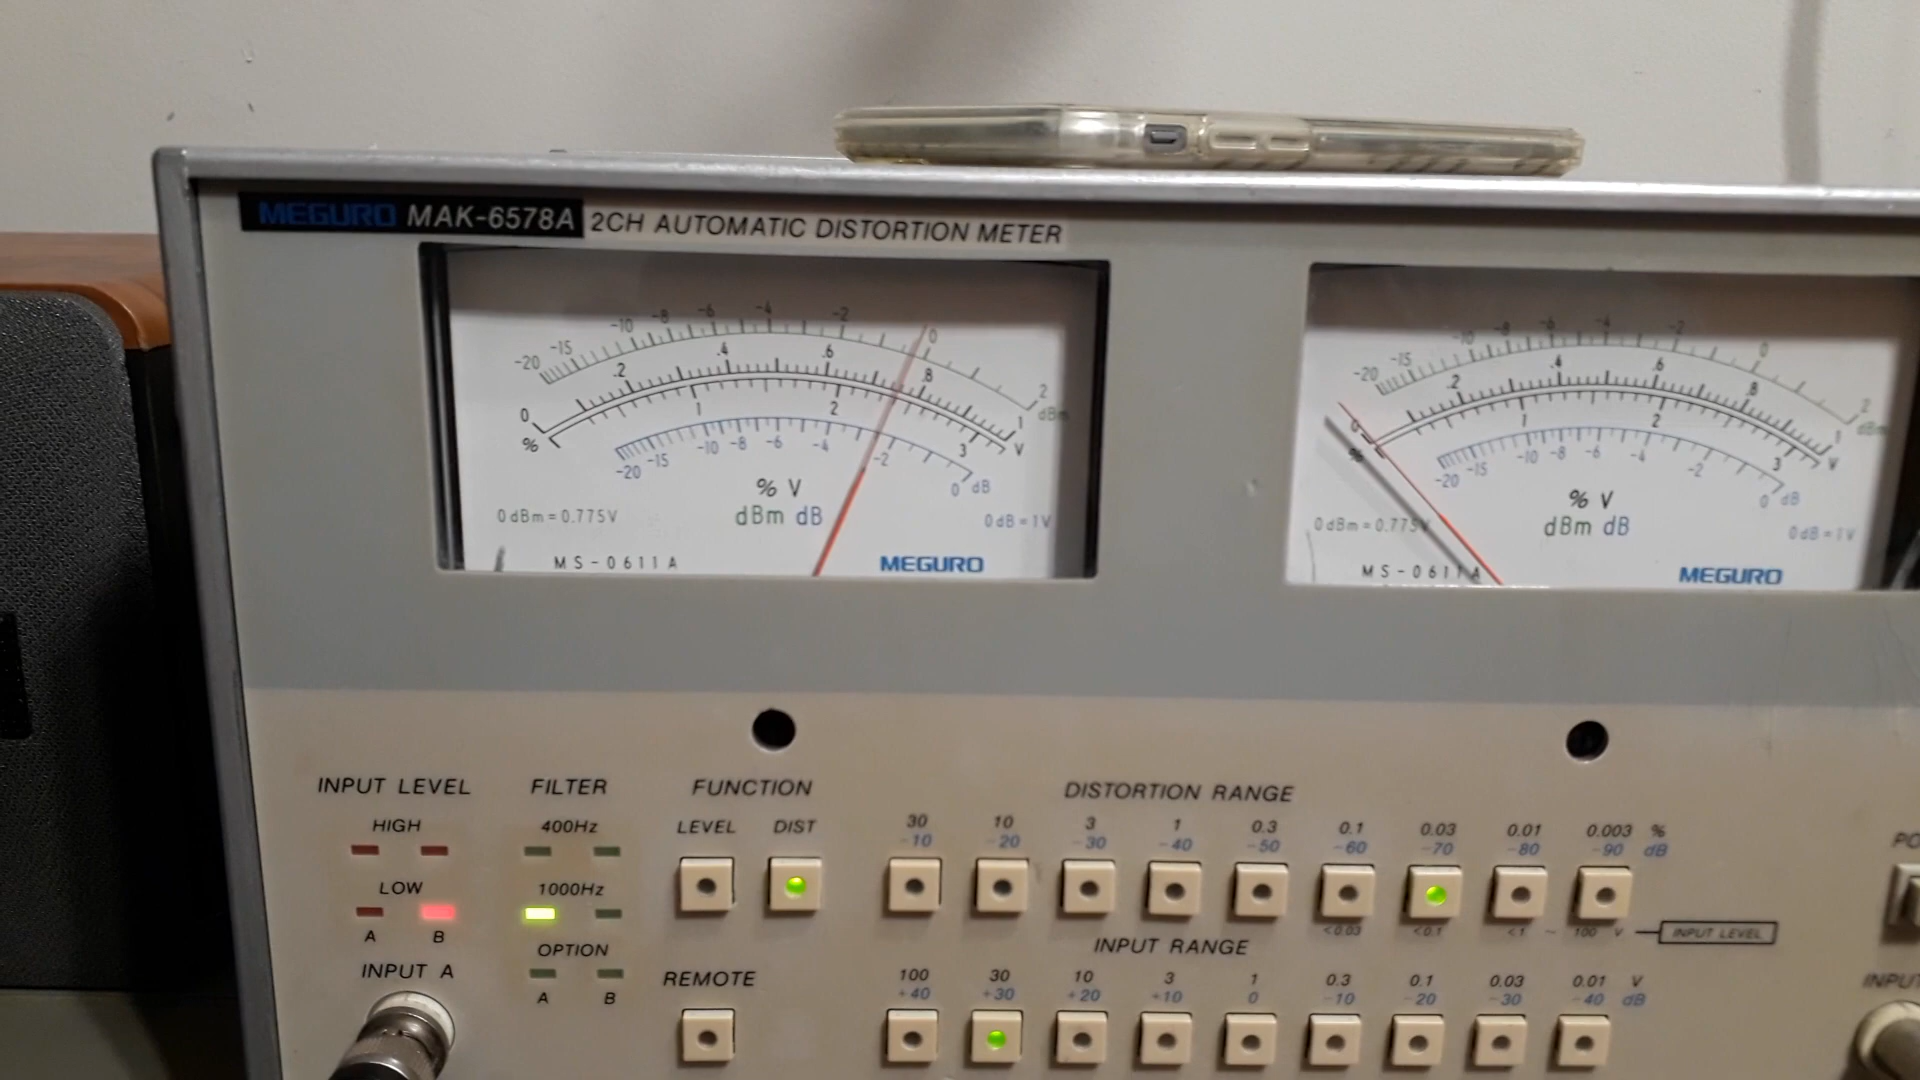 MEGURO MAK-6578A 2CH AUTOMATIC DISTORTION METER
-20 -15 -10 -8 -6 -4 -2 0 2 dBm
0 .2 .4 .6 .8 1
% 1 2 3 V
-20 -15 -10 -8 -6 -4 -2 0 dB
% V
dBm dB
0 dBm = 0.775V
0 dB = 1V
MS-0611A
MEGURO
-20 -15 -10 -8 -6 -4 -2 0 2 dBm
0 .2 .4 .6 .8 1
% 1 2 3 V
-20 -15 -10 -8 -6 -4 -2 0 dB
% V
dBm dB
0 dBm = 0.775V
0 dB = 1V
MS-0611A
MEGURO
INPUT LEVEL
HIGH
LOW
A B
INPUT A
FILTER
400Hz
1000Hz
OPTION
A B
FUNCTION
LEVEL DIST
REMOTE
DISTORTION RANGE
30 10 3 1 0.3 0.1 0.03 0.01 0.003 %
-10 -20 -30 -40 -50 -60 -70 -80 -90 dB
<0.03 <0.1 <1 ~ 100 V INPUT LEVEL
INPUT RANGE
100 30 10 3 1 0.3 0.1 0.03 0.01 V
+40 +30 +20 +10 0 -10 -20 -30 -40 dB
PO
INPUT